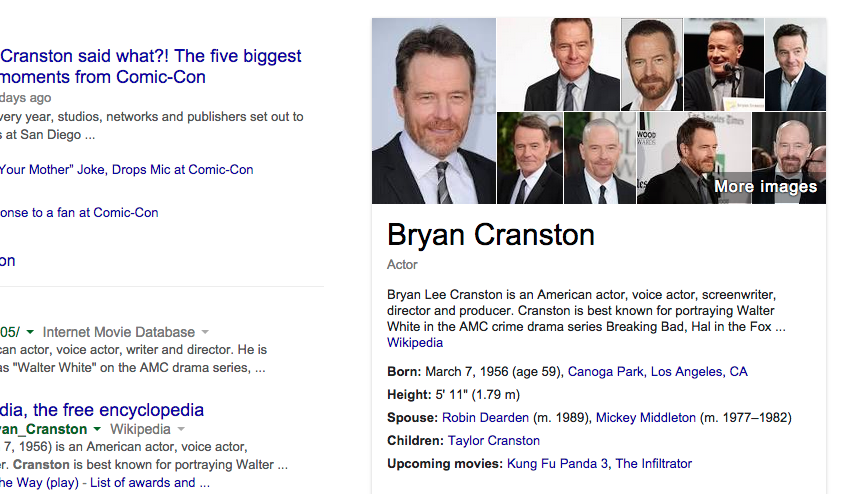 Cranston said what?! The five biggest
moments from Comic-Con
days ago
very year, studios, networks and publishers set out to
s at San Diego ...
Your Mother" Joke, Drops Mic at Comic-Con
onse to a fan at Comic-Con
on
05/ Internet Movie Database
can actor, voice actor, writer and director. He is
as "Walter White" on the AMC drama series, ...
dia, the free encyclopedia
yan_Cranston Wikipedia
7, 1956) is an American actor, voice actor,
r. Cranston is best known for portraying Walter ...
he Way (play) - List of awards and ...
Los Angeles Times
WOOD
WARDS
More images
Bryan Cranston
Actor
Bryan Lee Cranston is an American actor, voice actor, screenwriter,
director and producer. Cranston is best known for portraying Walter
White in the AMC crime drama series Breaking Bad, Hal in the Fox ...
Wikipedia
Born: March 7, 1956 (age 59), Canoga Park, Los Angeles, CA
Height: 5' 11" (1.79 m)
Spouse: Robin Dearden (m. 1989), Mickey Middleton (m. 1977–1982)
Children: Taylor Cranston
Upcoming movies: Kung Fu Panda 3, The Infiltrator